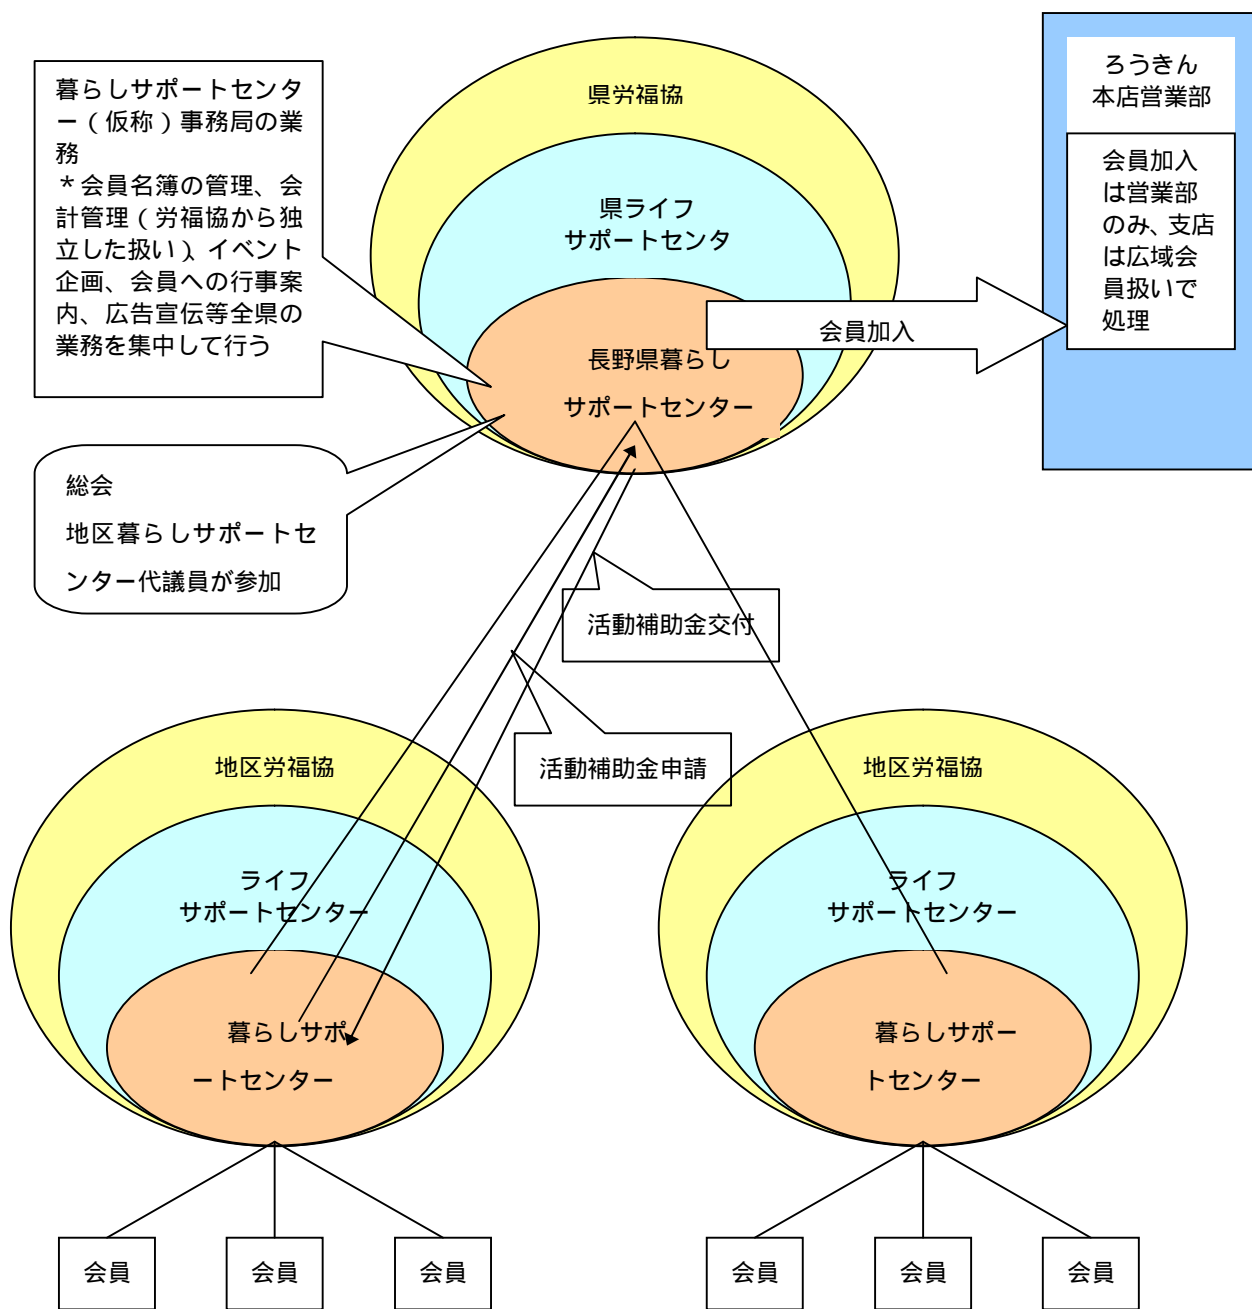 暮らしサポートセンタ
ー（仮称）事務局の業
務
＊会員名簿の管理、会
計管理（労福協から独
立した扱い）、イベント
企画、会員への行事案
内、広告宣伝等全県の
業務を集中して行う
県労福協
県ライフ
サポートセンタ
長野県暮らし
サポートセンター
会員加入
ろうきん
本店営業部
会員加入
は営業部
のみ、支店
は広域会
員扱いで
処理
総会
地区暮らしサポートセ
ンター代議員が参加
活動補助金交付
活動補助金申請
地区労福協
ライフ
サポートセンター
暮らしサポ
ートセンター
会員
会員
会員
地区労福協
ライフ
サポートセンター
暮らしサポー
トセンター
会員
会員
会員